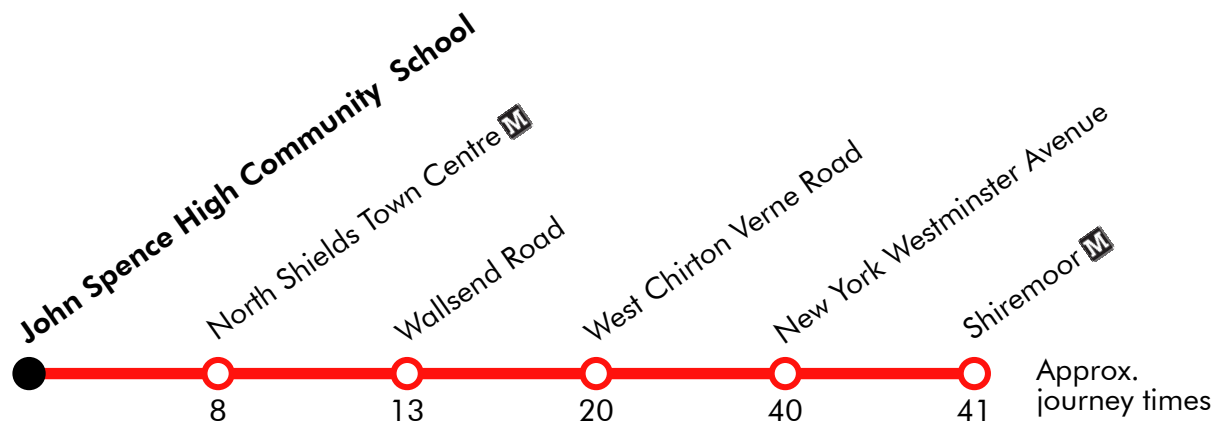 John Spence High Community School
North Shields Town Centre M
Wallsend Road
West Chirton Verne Road
New York Westminster Avenue
Shiremoor M
8
13
20
40
41
Approx.
journey times